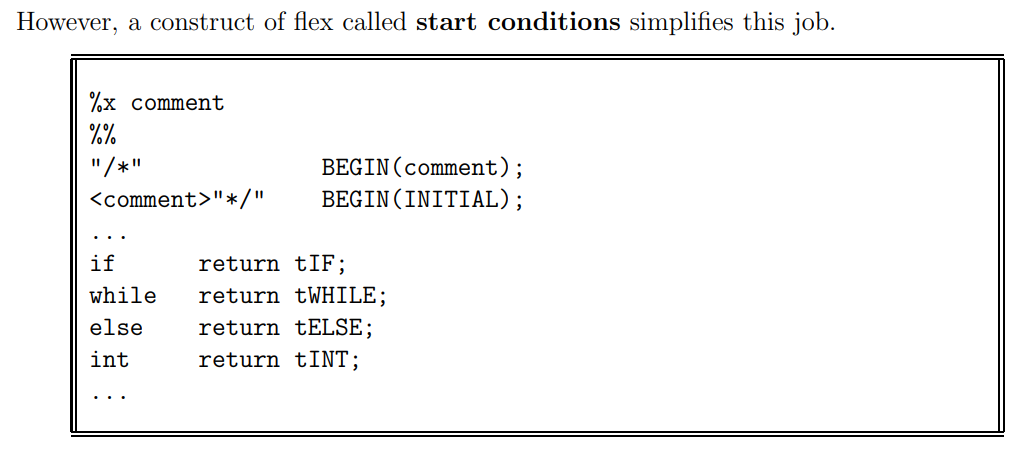 However, a construct of flex called start conditions simplifies this job.
%x comment
%%
"/*" BEGIN(comment);
<comment>"*/" BEGIN(INITIAL);
...
if return tIF;
while return tWHILE;
else return tELSE;
int return tINT;
...